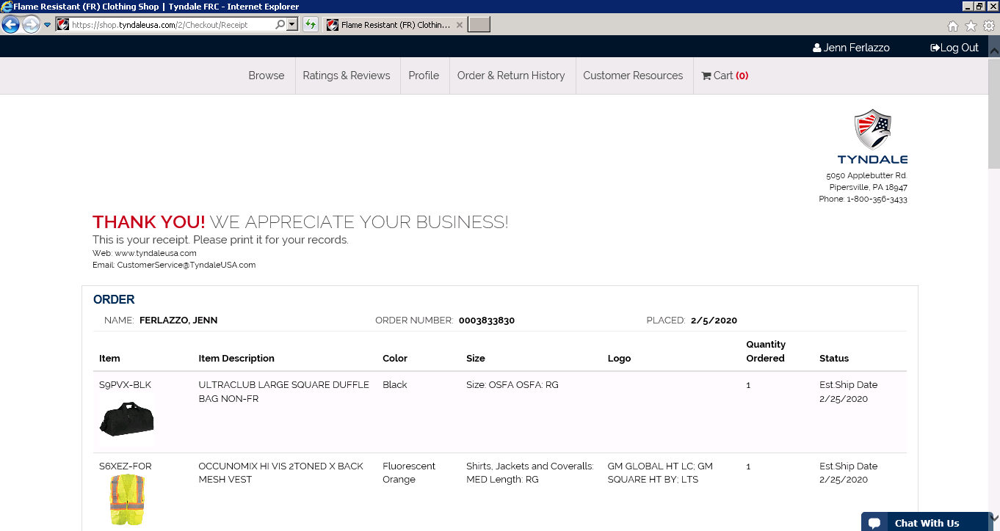 Flame Resistant (FR) Clothing Shop | Tyndale FRC - Internet Explorer
https://shop.tyndaleusa.com/2/Checkout/Receipt
Flame Resistant (FR) Clothin...
Jenn Ferlazzo
Log Out
Browse
Ratings & Reviews
Profile
Order & Return History
Customer Resources
Cart (0)
TYNDALE
5050 Applebutter Rd.
Pipersville, PA 18947
Phone: 1-800-356-3433
THANK YOU! WE APPRECIATE YOUR BUSINESS!
This is your receipt. Please print it for your records.
Web: www.tyndaleusa.com
Email: CustomerService@TyndaleUSA.com
ORDER
NAME: FERLAZZO, JENN ORDER NUMBER: 0003833830 PLACED: 2/5/2020
Item Item Description Color Size Logo Quantity Ordered Status
S9PVX-BLK
ULTRACLUB LARGE SQUARE DUFFLE
BAG NON-FR
Black
Size: OSFA OSFA: RG
1
Est.Ship Date
2/25/2020
S6XEZ-FOR
OCCUNOMIX HI VIS 2TONED X BACK
MESH VEST
Fluorescent
Orange
Shirts, Jackets and Coveralls:
MED Length: RG
GM GLOBAL HT LC; GM
SQUARE HT BY; LTS
1
Est.Ship Date
2/25/2020
Chat With Us